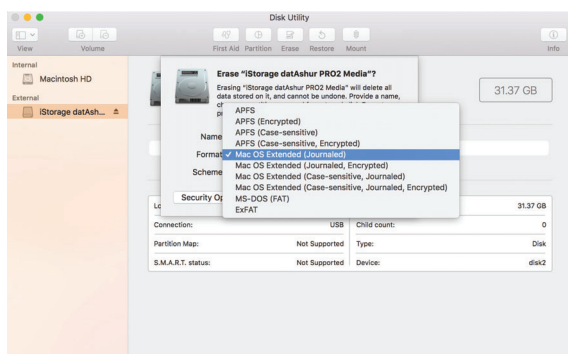 Disk Utility
View Volume First Aid Partition Erase Restore Mount Info
Internal
Macintosh HD
External
iStorage datAsh...
Erase "iStorage datAshur PRO2 Media"?
Erasing "iStorage datAshur PRO2 Media" will delete all
data stored on it, and cannot be undone. Provide a name,
31.37 GB
APFS
APFS (Encrypted)
APFS (Case-sensitive)
APFS (Case-sensitive, Encrypted)
Name
Format ✓ Mac OS Extended (Journaled)
Mac OS Extended (Journaled, Encrypted)
Scheme
Mac OS Extended (Case-sensitive, Journaled)
Mac OS Extended (Case-sensitive, Journaled, Encrypted)
Security Op
MS-DOS (FAT)
ExFAT
Lo 31.37 GB
Connection: USB Child count: 0
Partition Map: Not Supported Type: Disk
S.M.A.R.T. status: Not Supported Device: disk2